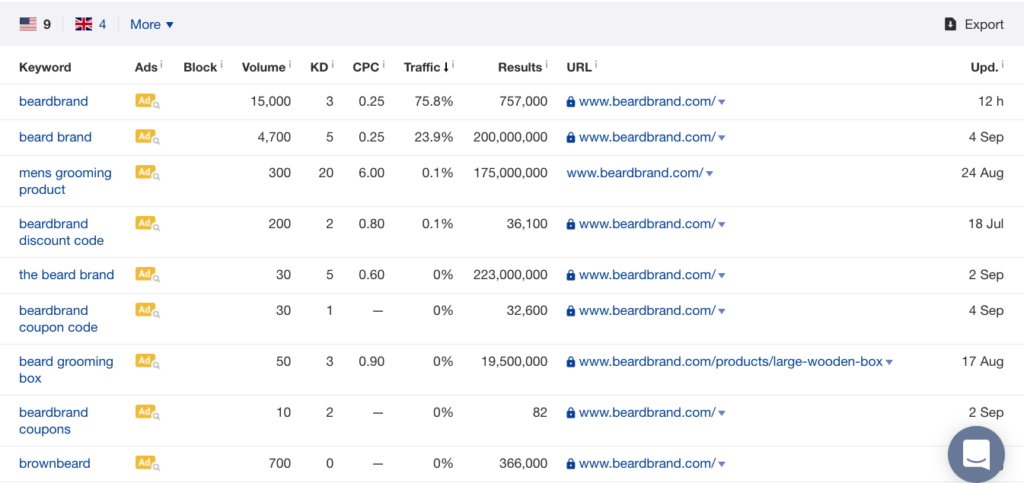 9 4 More Export
Keyword Ads i Block i Volume i KD i CPC i Traffic i Results i URL i Upd. i
beardbrand Ad 15,000 3 0.25 75.8% 757,000 www.beardbrand.com/ 12 h
beard brand Ad 4,700 5 0.25 23.9% 200,000,000 www.beardbrand.com/ 4 Sep
mens grooming Ad 300 20 6.00 0.1% 175,000,000 www.beardbrand.com/ 24 Aug
product
beardbrand Ad 200 2 0.80 0.1% 36,100 www.beardbrand.com/ 18 Jul
discount code
the beard brand Ad 30 5 0.60 0% 223,000,000 www.beardbrand.com/ 2 Sep
beardbrand Ad 30 1 — 0% 32,600 www.beardbrand.com/ 4 Sep
coupon code
beard grooming Ad 50 3 0.90 0% 19,500,000 www.beardbrand.com/products/large-wooden-box 17 Aug
box
beardbrand Ad 10 2 — 0% 82 www.beardbrand.com/ 2 Sep
coupons
brownbeard Ad 700 0 — 0% 366,000 www.beardbrand.com/